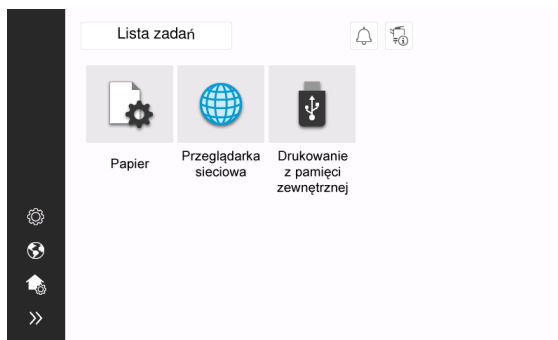 Lista zadań
Papier
Przeglądarka
sieciowa
Drukowanie
z pamięci
zewnętrznej